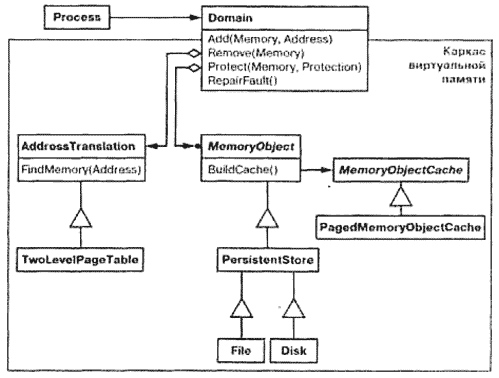 Process
Domain
Add(Memory, Address)
Remove(Memory)
Protect(Memory, Protection)
RepairFault()
Каркас
виртуальной
памяти
AddressTranslation
FindMemory(Address)
MemoryObject
BuildCache()
MemoryObjectCache
PagedMemoryObjectCache
TwoLevelPageTable
PersistentStore
File
Disk